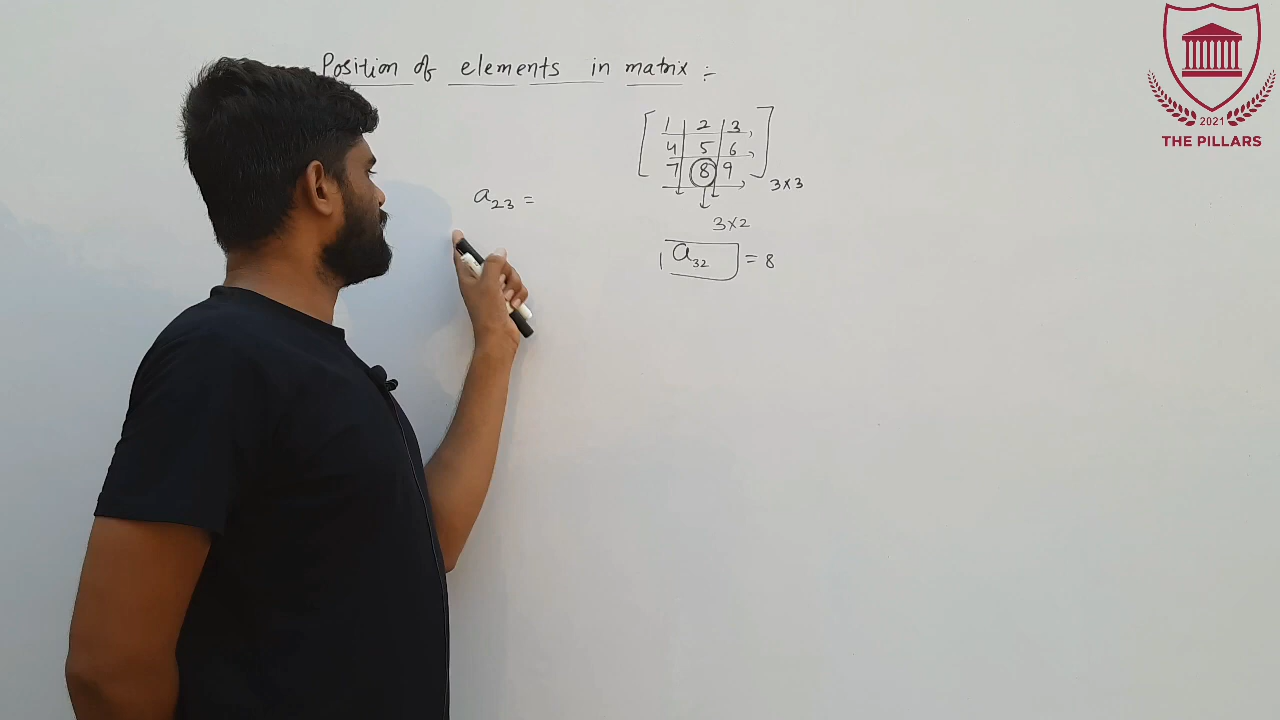 Position of elements in matrix :-
1 2 3
4 5 6
7 8 9
3×3
a23 =
3×2
a32 = 8
2021
THE PILLARS